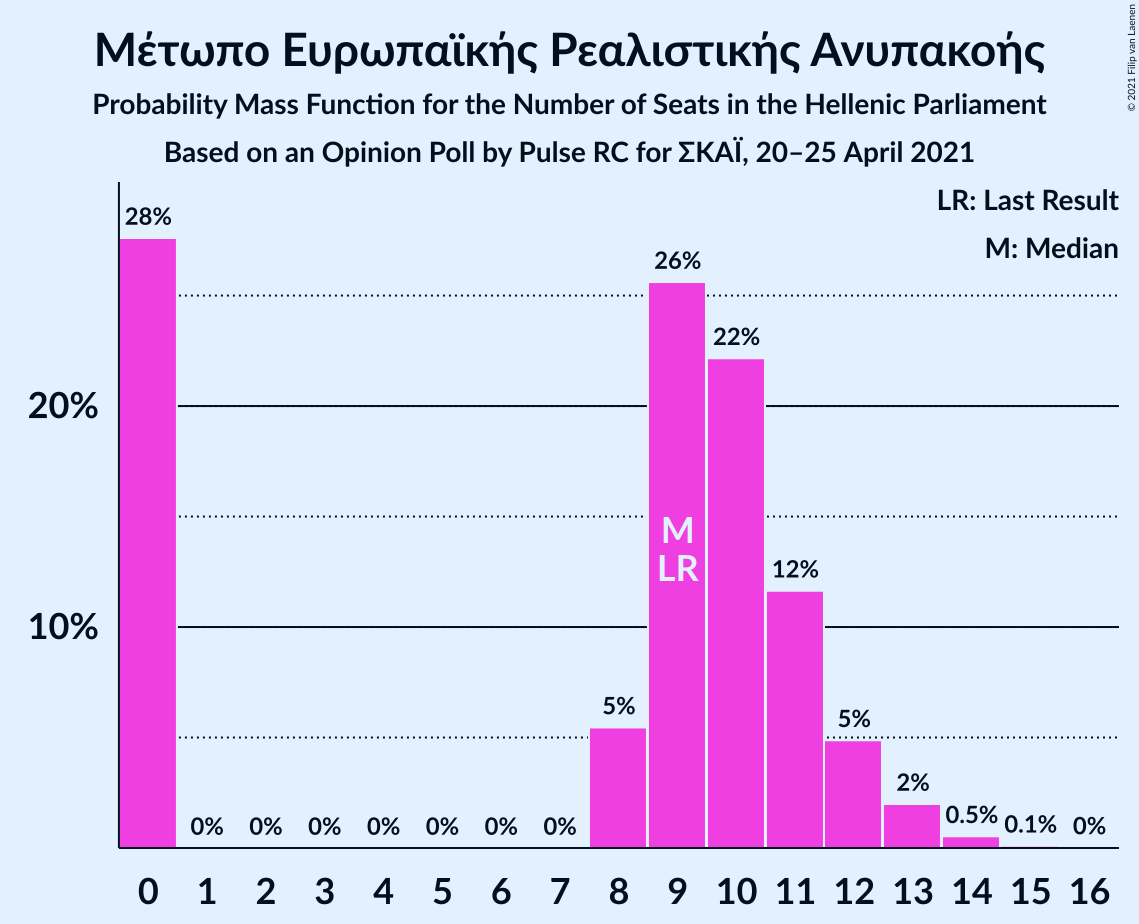 Μέτωπο Ευρωπαϊκής Ρεαλιστικής Ανυπακοής
Probability Mass Function for the Number of Seats in the Hellenic Parliament
Based on an Opinion Poll by Pulse RC for ΣΚΑΪ, 20–25 April 2021
© 2021 Filip van Laenen
LR: Last Result
M: Median
28%
26%
22%
20%
M
LR
12%
10%
5%
5%
2%
0% 0% 0% 0% 0% 0% 0% 0.5% 0.1% 0%
0 1 2 3 4 5 6 7 8 9 10 11 12 13 14 15 16